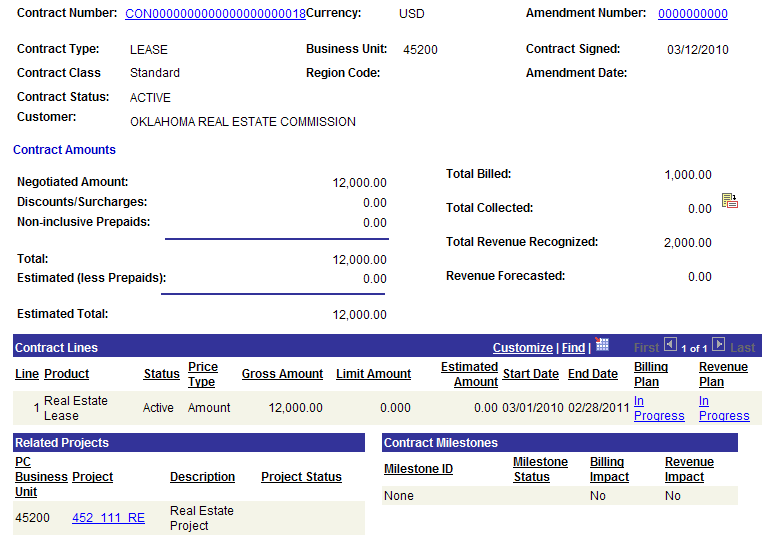 Contract Number: CON0000000000000000000018 Currency: USD Amendment Number: 0000000000
Contract Type: LEASE Business Unit: 45200 Contract Signed: 03/12/2010
Contract Class Standard Region Code: Amendment Date:
Contract Status: ACTIVE
Customer: OKLAHOMA REAL ESTATE COMMISSION
Contract Amounts
Negotiated Amount: 12,000.00
Discounts/Surcharges: 0.00
Non-inclusive Prepaids: 0.00
Total: 12,000.00
Estimated (less Prepaids): 0.00
Estimated Total: 12,000.00
Total Billed: 1,000.00
Total Collected: 0.00
Total Revenue Recognized: 2,000.00
Revenue Forecasted: 0.00
Contract Lines Customize | Find | First 1 of 1 Last
Line Product Status Price Type Gross Amount Limit Amount Estimated Amount Start Date End Date Billing Plan Revenue Plan
1 Real Estate Lease Active Amount 12,000.00 0.000 0.00 03/01/2010 02/28/2011 In Progress In Progress
Related Projects
PC Business Unit Project Description Project Status
45200 452_111_RE Real Estate Project
Contract Milestones
Milestone ID Milestone Status Billing Impact Revenue Impact
None No No